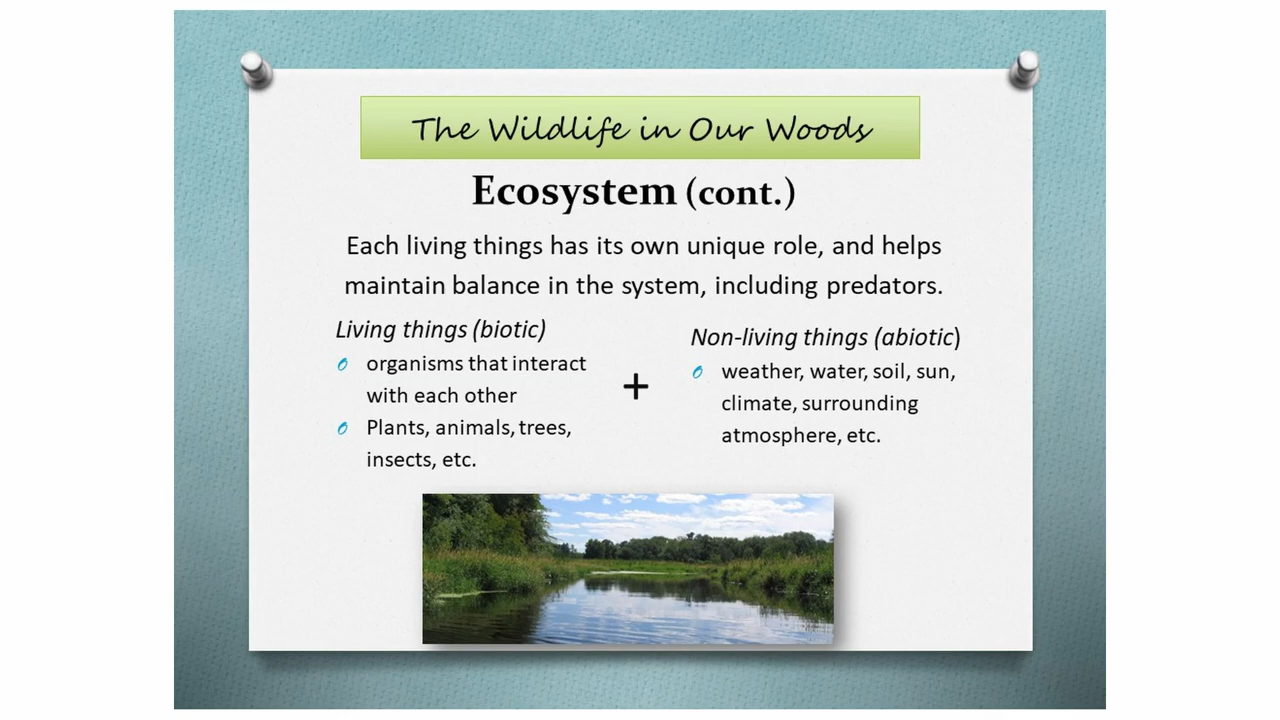 The Wildlife in Our Woods
Ecosystem (cont.)
Each living things has its own unique role, and helps
maintain balance in the system, including predators.
Living things (biotic)
organisms that interact
with each other
Plants, animals, trees,
insects, etc.
+
Non-living things (abiotic)
weather, water, soil, sun,
climate, surrounding
atmosphere, etc.